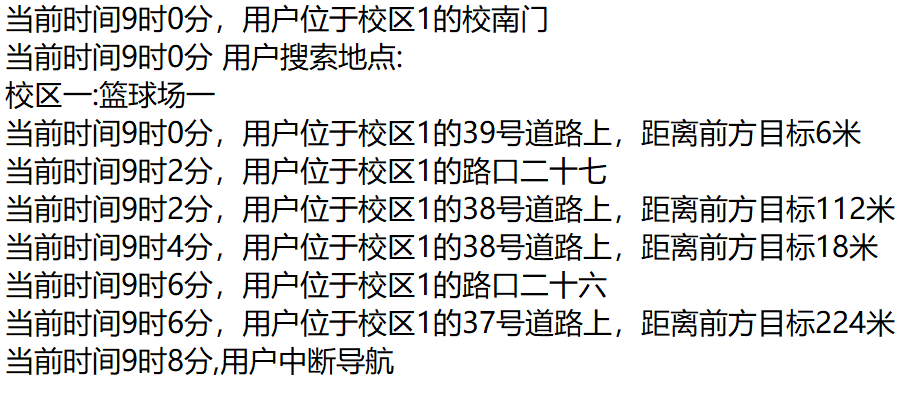 当前时间9时0分，用户位于校区1的校南门
当前时间9时0分 用户搜索地点:
校区一:篮球场一
当前时间9时0分，用户位于校区1的39号道路上，距离前方目标6米
当前时间9时2分，用户位于校区1的路口二十七
当前时间9时2分，用户位于校区1的38号道路上，距离前方目标112米
当前时间9时4分，用户位于校区1的38号道路上，距离前方目标18米
当前时间9时6分，用户位于校区1的路口二十六
当前时间9时6分，用户位于校区1的37号道路上，距离前方目标224米
当前时间9时8分,用户中断导航